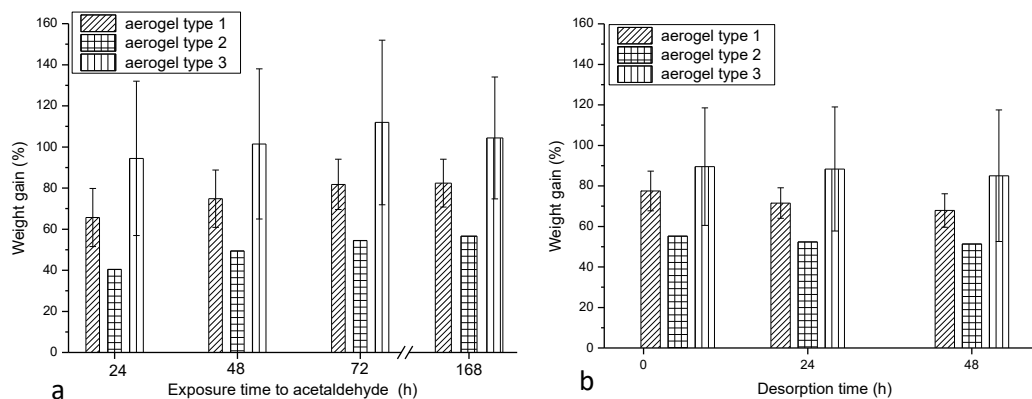 160
140
120
100
80
60
40
20
0
Weight gain (%)
aerogel type 1
aerogel type 2
aerogel type 3
24 48 72 168
a Exposure time to acetaldehyde (h)
160
140
120
100
80
60
40
20
0
Weight gain (%)
aerogel type 1
aerogel type 2
aerogel type 3
0 24 48
b Desorption time (h)